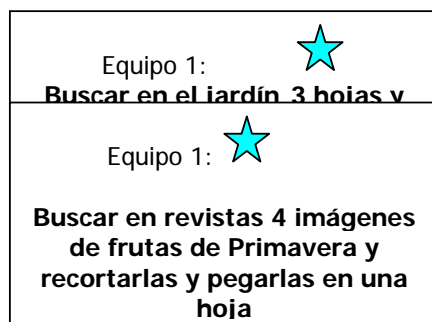 Equipo 1:
Buscar en el jardín 3 hojas y
Equipo 1:
Buscar en revistas 4 imágenes
de frutas de Primavera y
recortarlas y pegarlas en una
hoja